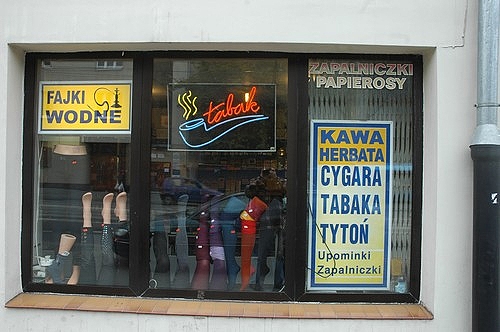 FAJKI
WODNE
tabak
ZAPALNICZKI
PAPIEROSY
KAWA
HERBATA
CYGARA
TABAKA
TYTOŃ
Upominki
Zapalniczki